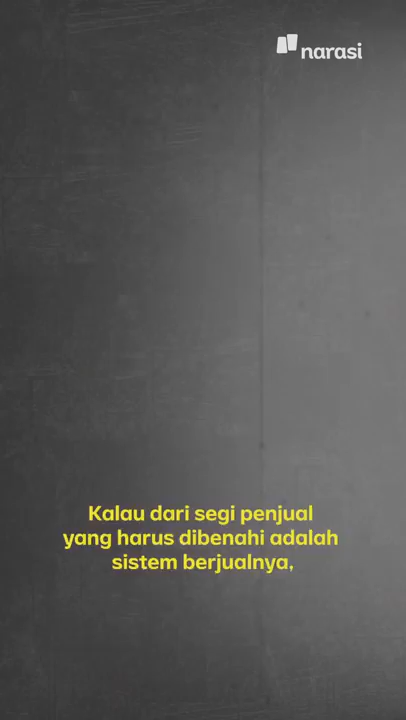 narasi
Kalau dari segi penjual
yang harus dibenahi adalah
sistem berjualnya,